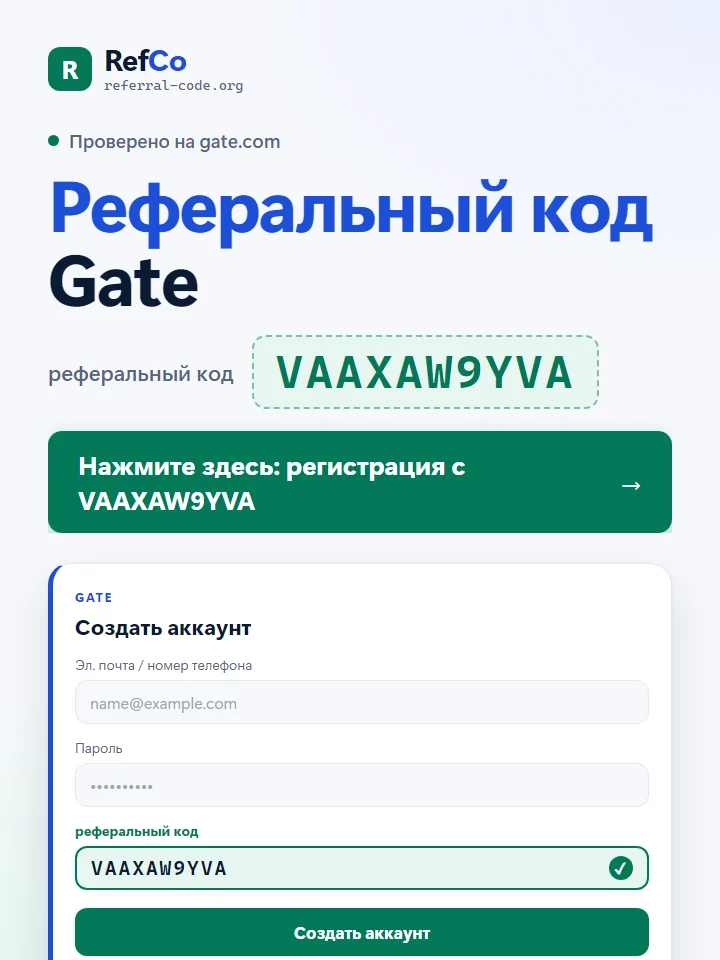 R
RefCo
referral-code.org
Проверено на gate.com
Реферальный код
Gate
реферальный код VAAXAW9YVA
Нажмите здесь: регистрация с
VAAXAW9YVA →
GATE
Создать аккаунт
Эл. почта / номер телефона
name@example.com
Пароль
••••••••••
реферальный код
VAAXAW9YVA
Создать аккаунт